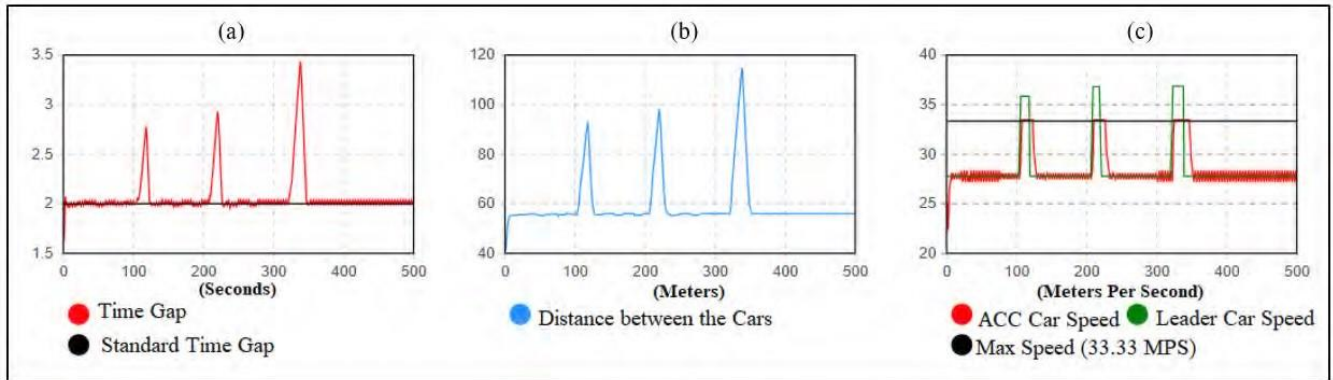 (a)
3.5
3
2.5
2
1.5
0 100 200 300 400 500
(Seconds)
Time Gap
Standard Time Gap
(b)
120
100
80
60
40
0 100 200 300 400 500
(Meters)
Distance between the Cars
(c)
40
35
30
25
20
0 100 200 300 400 500
(Meters Per Second)
ACC Car Speed Leader Car Speed
Max Speed (33.33 MPS)